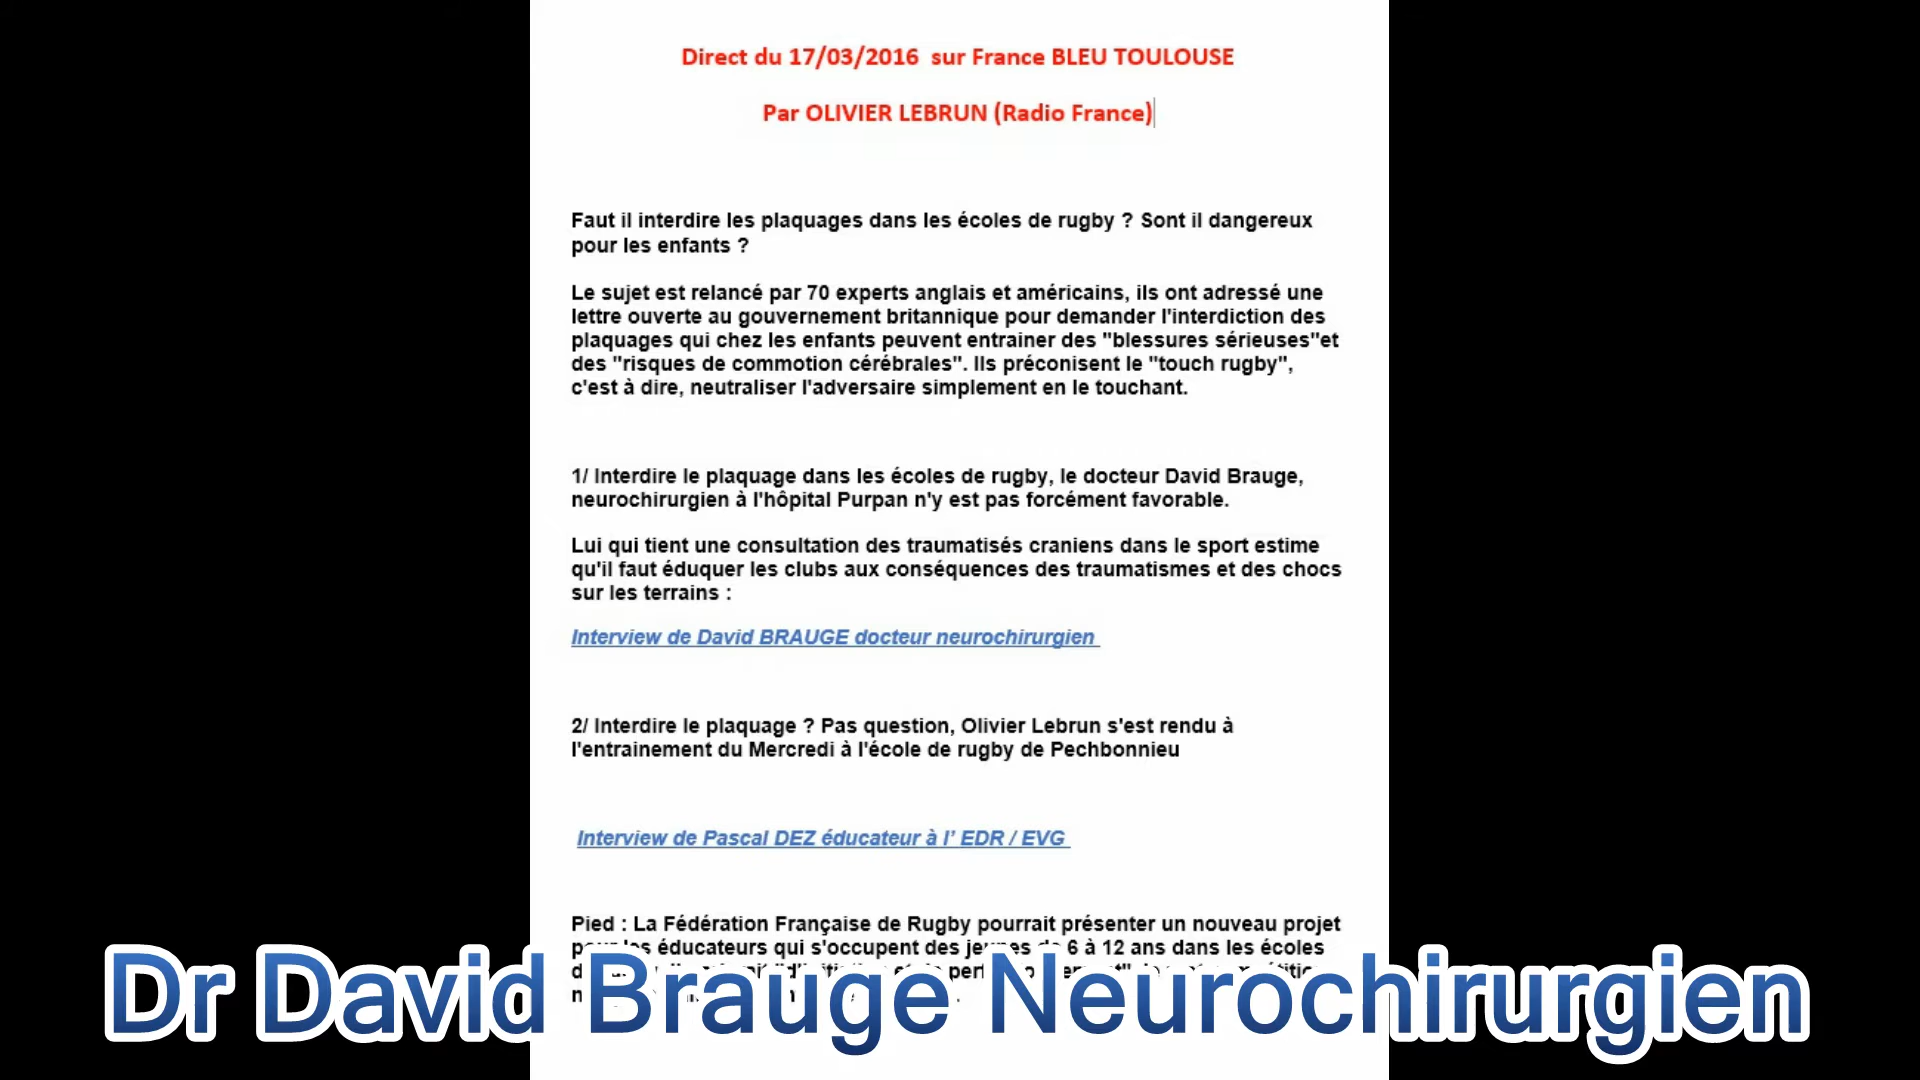 Direct du 17/03/2016 sur France BLEU TOULOUSE
Par OLIVIER LEBRUN (Radio France)
Faut il interdire les plaquages dans les écoles de rugby ? Sont il dangereux
pour les enfants ?
Le sujet est relancé par 70 experts anglais et américains, ils ont adressé une
lettre ouverte au gouvernement britannique pour demander l'interdiction des
plaquages qui chez les enfants peuvent entrainer des "blessures sérieuses"et
des "risques de commotion cérébrales". Ils préconisent le "touch rugby",
c'est à dire, neutraliser l'adversaire simplement en le touchant.
1/ Interdire le plaquage dans les écoles de rugby, le docteur David Brauge,
neurochirurgien à l'hôpital Purpan n'y est pas forcément favorable.
Lui qui tient une consultation des traumatisés craniens dans le sport estime
qu'il faut éduquer les clubs aux conséquences des traumatismes et des chocs
sur les terrains :
Interview de David BRAUGE docteur neurochirurgien
2/ Interdire le plaquage ? Pas question, Olivier Lebrun s'est rendu à
l'entrainement du Mercredi à l'école de rugby de Pechbonnieu
Interview de Pascal DEZ éducateur à l' EDR / EVG
Pied : La Fédération Française de Rugby pourrait présenter un nouveau projet
pour les éducateurs qui s'occupent des jeunes de 6 à 12 ans dans les écoles
Dr David Brauge Neurochirurgien